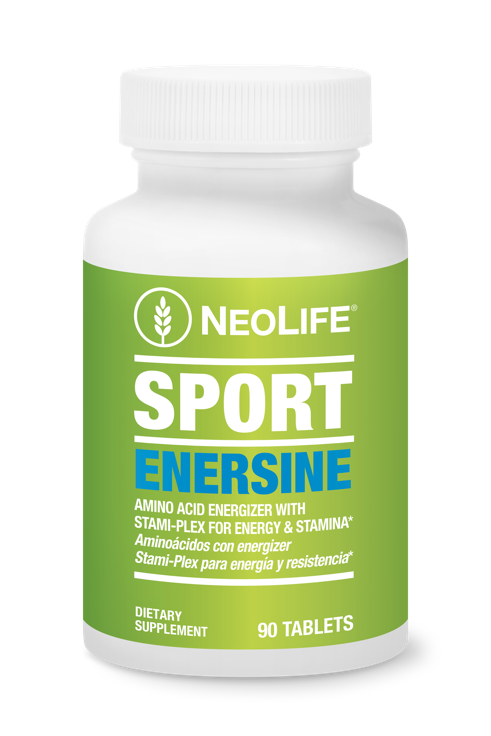 NEOLIFE®
SPORT
ENERSINE
AMINO ACID ENERGIZER WITH
STAMI-PLEX FOR ENERGY & STAMINA*
Aminoácidos con energizer
Stami-Plex para energía y resistencia*
DIETARY
SUPPLEMENT
90 TABLETS